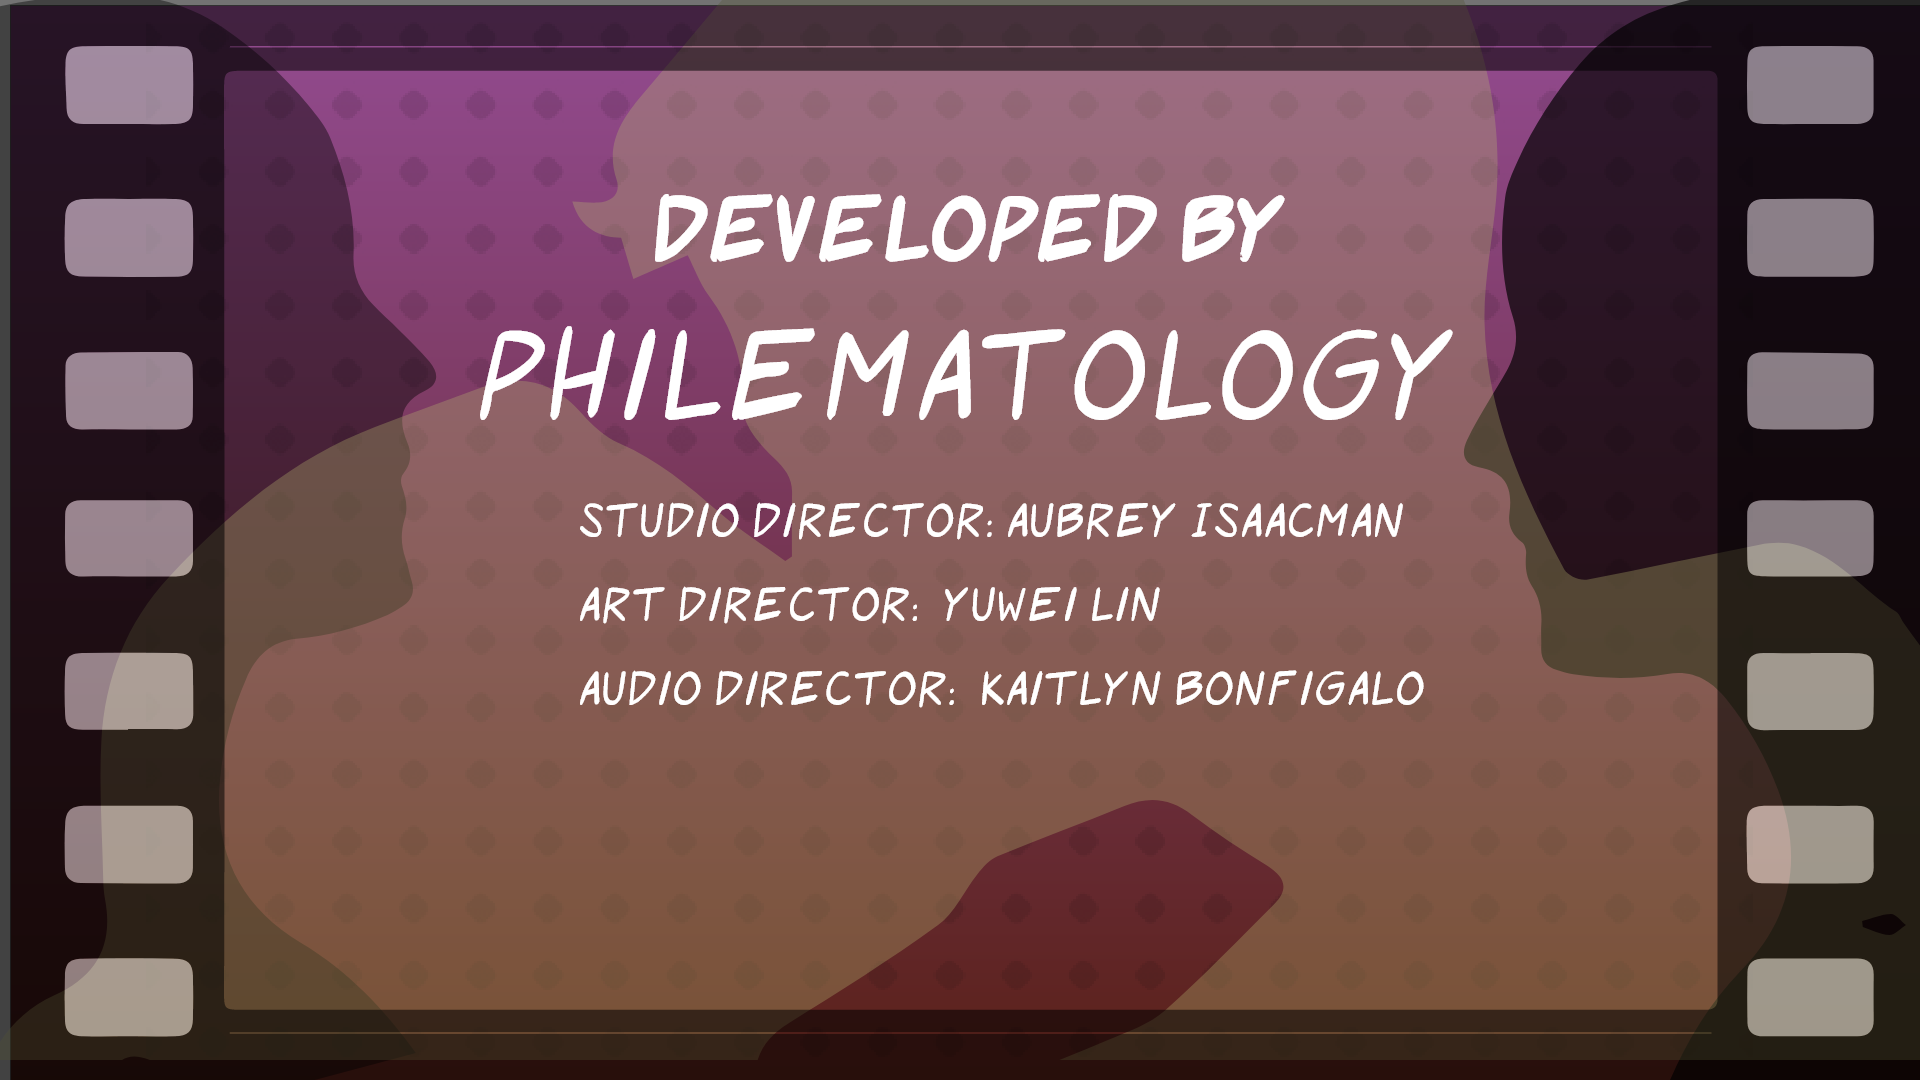 DEVELOPED BY
PHILEMATOLOGY
STUDIO DIRECTOR: AUBREY ISAACMAN
ART DIRECTOR: YUWEI LIN
AUDIO DIRECTOR: KAITLYN BONFIGALO